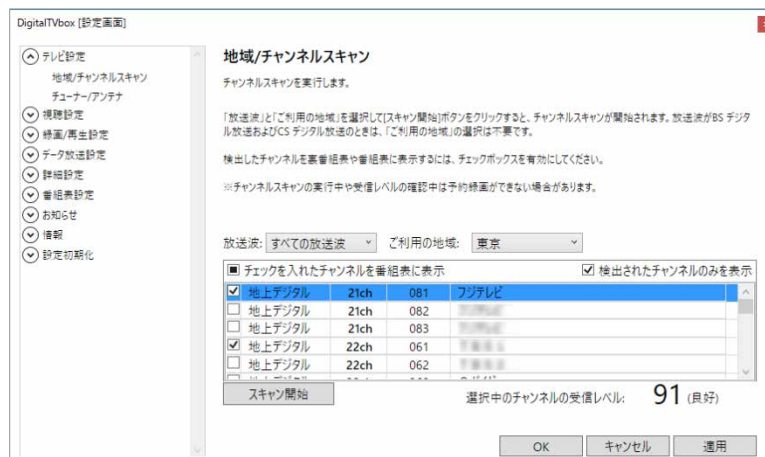 DigitalTVbox [設定画面]
テレビ設定
地域/チャンネルスキャン
チューナー/アンテナ
視聴設定
録画/再生設定
データ放送設定
詳細設定
番組表設定
お知らせ
情報
設定初期化
地域/チャンネルスキャン
チャンネルスキャンを実行します。
「放送波」と「ご利用の地域」を選択して[スキャン開始]ボタンをクリックすると、チャンネルスキャンが開始されます。放送波がBS デジタ
ル放送およびCS デジタル放送のときは、「ご利用の地域」の選択は不要です。
検出したチャンネルを裏番組表や番組表に表示するには、チェックボックスを有効にしてください。
※チャンネルスキャンの実行中や受信レベルの確認中は予約録画ができない場合があります。
放送波: すべての放送波 ご利用の地域: 東京
チェックを入れたチャンネルを番組表に表示 検出されたチャンネルのみを表示
地上デジタル 21ch 081 フジテレビ
地上デジタル 21ch 082
地上デジタル 21ch 083
地上デジタル 22ch 061
地上デジタル 22ch 062
スキャン開始 選択中のチャンネルの受信レベル: 91 (良好)
OK キャンセル 適用